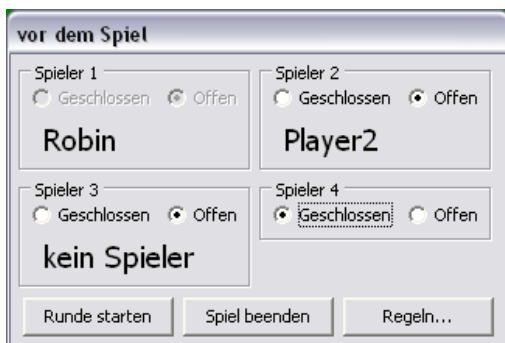 vor dem Spiel
Spieler 1
Geschlossen Offen
Robin
Spieler 2
Geschlossen Offen
Player2
Spieler 3
Geschlossen Offen
kein Spieler
Spieler 4
Geschlossen Offen
Runde starten
Spiel beenden
Regeln...